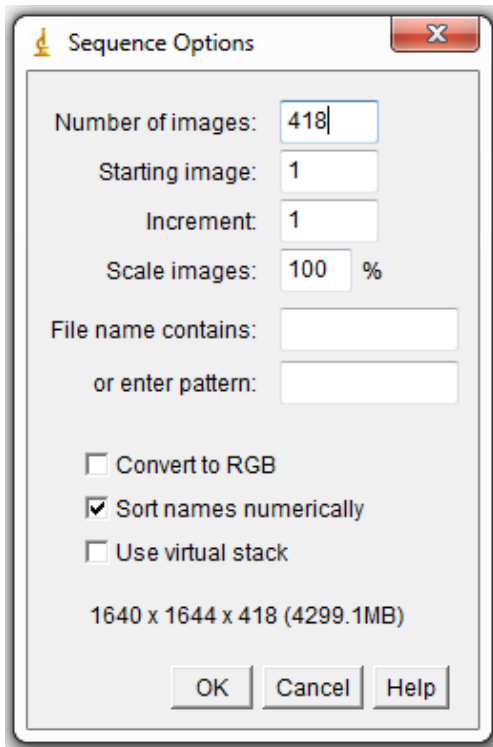 Sequence Options
Number of images: 418
Starting image: 1
Increment: 1
Scale images: 100 %
File name contains:
or enter pattern:
Convert to RGB
Sort names numerically
Use virtual stack
1640 x 1644 x 418 (4299.1MB)
OK Cancel Help